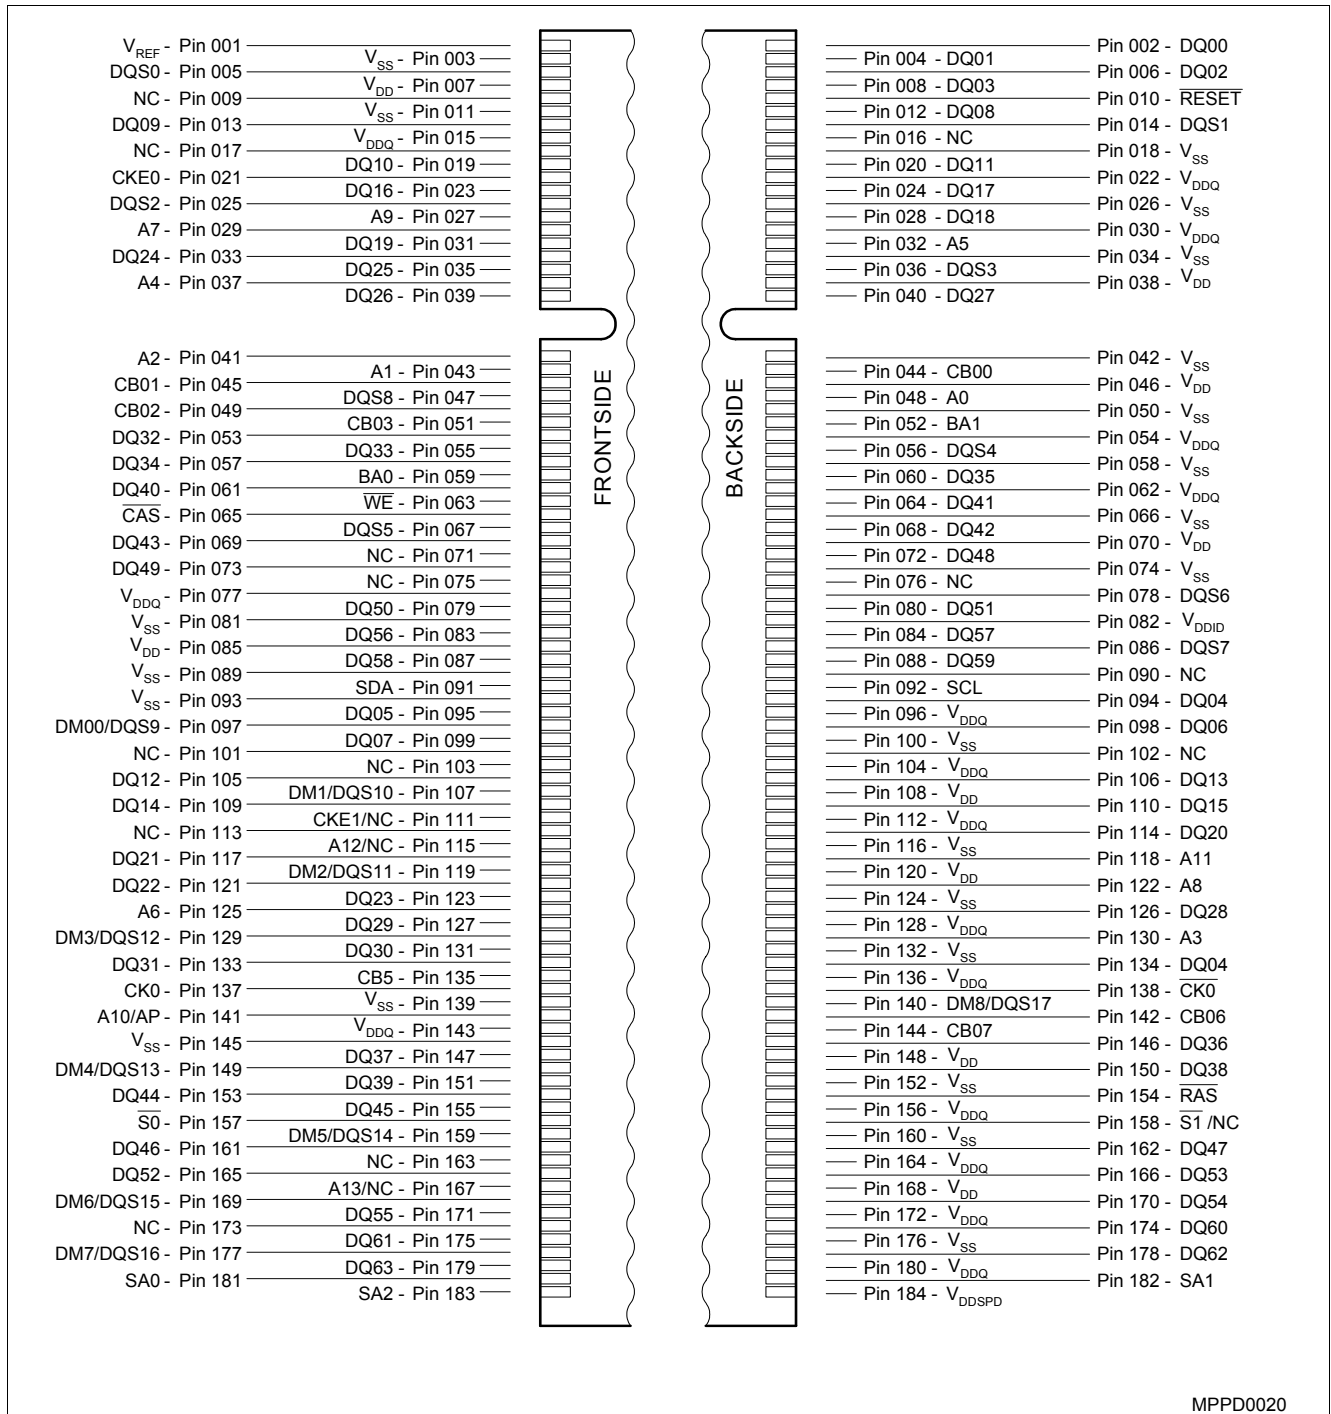 VREF - Pin 001
VSS - Pin 003
DQS0 - Pin 005
VDD - Pin 007
NC - Pin 009
VSS - Pin 011
DQ09 - Pin 013
VDDQ - Pin 015
NC - Pin 017
DQ10 - Pin 019
CKE0 - Pin 021
DQ16 - Pin 023
DQS2 - Pin 025
A9 - Pin 027
A7 - Pin 029
DQ19 - Pin 031
DQ24 - Pin 033
DQ25 - Pin 035
A4 - Pin 037
DQ26 - Pin 039
A2 - Pin 041
A1 - Pin 043
CB01 - Pin 045
DQS8 - Pin 047
CB02 - Pin 049
CB03 - Pin 051
DQ32 - Pin 053
DQ33 - Pin 055
DQ34 - Pin 057
BA0 - Pin 059
DQ40 - Pin 061
WE - Pin 063
CAS - Pin 065
DQS5 - Pin 067
DQ43 - Pin 069
NC - Pin 071
DQ49 - Pin 073
NC - Pin 075
VDDQ - Pin 077
DQ50 - Pin 079
VSS - Pin 081
DQ56 - Pin 083
VDD - Pin 085
DQ58 - Pin 087
VSS - Pin 089
SDA - Pin 091
VSS - Pin 093
DQ05 - Pin 095
DM00/DQS9 - Pin 097
DQ07 - Pin 099
NC - Pin 101
NC - Pin 103
DQ12 - Pin 105
DM1/DQS10 - Pin 107
DQ14 - Pin 109
CKE1/NC - Pin 111
NC - Pin 113
A12/NC - Pin 115
DQ21 - Pin 117
DM2/DQS11 - Pin 119
DQ22 - Pin 121
DQ23 - Pin 123
A6 - Pin 125
DQ29 - Pin 127
DM3/DQS12 - Pin 129
DQ30 - Pin 131
DQ31 - Pin 133
CB5 - Pin 135
CK0 - Pin 137
VSS - Pin 139
A10/AP - Pin 141
VDDQ - Pin 143
VSS - Pin 145
DQ37 - Pin 147
DM4/DQS13 - Pin 149
DQ39 - Pin 151
DQ44 - Pin 153
DQ45 - Pin 155
S0 - Pin 157
DM5/DQS14 - Pin 159
DQ46 - Pin 161
NC - Pin 163
DQ52 - Pin 165
A13/NC - Pin 167
DM6/DQS15 - Pin 169
DQ55 - Pin 171
NC - Pin 173
DQ61 - Pin 175
DM7/DQS16 - Pin 177
DQ63 - Pin 179
SA0 - Pin 181
SA2 - Pin 183
FRONTSIDE
BACKSIDE
Pin 002 - DQ00
Pin 004 - DQ01
Pin 006 - DQ02
Pin 008 - DQ03
Pin 010 - RESET
Pin 012 - DQ08
Pin 014 - DQS1
Pin 016 - NC
Pin 018 - VSS
Pin 020 - DQ11
Pin 022 - VDDQ
Pin 024 - DQ17
Pin 026 - VSS
Pin 028 - DQ18
Pin 030 - VDDQ
Pin 032 - A5
Pin 034 - VSS
Pin 036 - DQS3
Pin 038 - VDD
Pin 040 - DQ27
Pin 042 - VSS
Pin 044 - CB00
Pin 046 - VDD
Pin 048 - A0
Pin 050 - VSS
Pin 052 - BA1
Pin 054 - VDDQ
Pin 056 - DQS4
Pin 058 - VSS
Pin 060 - DQ35
Pin 062 - VDDQ
Pin 064 - DQ41
Pin 066 - VSS
Pin 068 - DQ42
Pin 070 - VDD
Pin 072 - DQ48
Pin 074 - VSS
Pin 076 - NC
Pin 078 - DQS6
Pin 080 - DQ51
Pin 082 - VDDID
Pin 084 - DQ57
Pin 086 - DQS7
Pin 088 - DQ59
Pin 090 - NC
Pin 092 - SCL
Pin 094 - DQ04
Pin 096 - VDDQ
Pin 098 - DQ06
Pin 100 - VSS
Pin 102 - NC
Pin 104 - VDDQ
Pin 106 - DQ13
Pin 108 - VDD
Pin 110 - DQ15
Pin 112 - VDDQ
Pin 114 - DQ20
Pin 116 - VSS
Pin 118 - A11
Pin 120 - VDD
Pin 122 - A8
Pin 124 - VSS
Pin 126 - DQ28
Pin 128 - VDDQ
Pin 130 - A3
Pin 132 - VSS
Pin 134 - DQ04
Pin 136 - VDDQ
Pin 138 - CK0
Pin 140 - DM8/DQS17
Pin 142 - CB06
Pin 144 - CB07
Pin 146 - DQ36
Pin 148 - VDD
Pin 150 - DQ38
Pin 152 - VSS
Pin 154 - RAS
Pin 156 - VDDQ
Pin 158 - S1 /NC
Pin 160 - VSS
Pin 162 - DQ47
Pin 164 - VDDQ
Pin 166 - DQ53
Pin 168 - VDD
Pin 170 - DQ54
Pin 172 - VDDQ
Pin 174 - DQ60
Pin 176 - VSS
Pin 178 - DQ62
Pin 180 - VDDQ
Pin 182 - SA1
Pin 184 - VDDSPD
MPPD0020